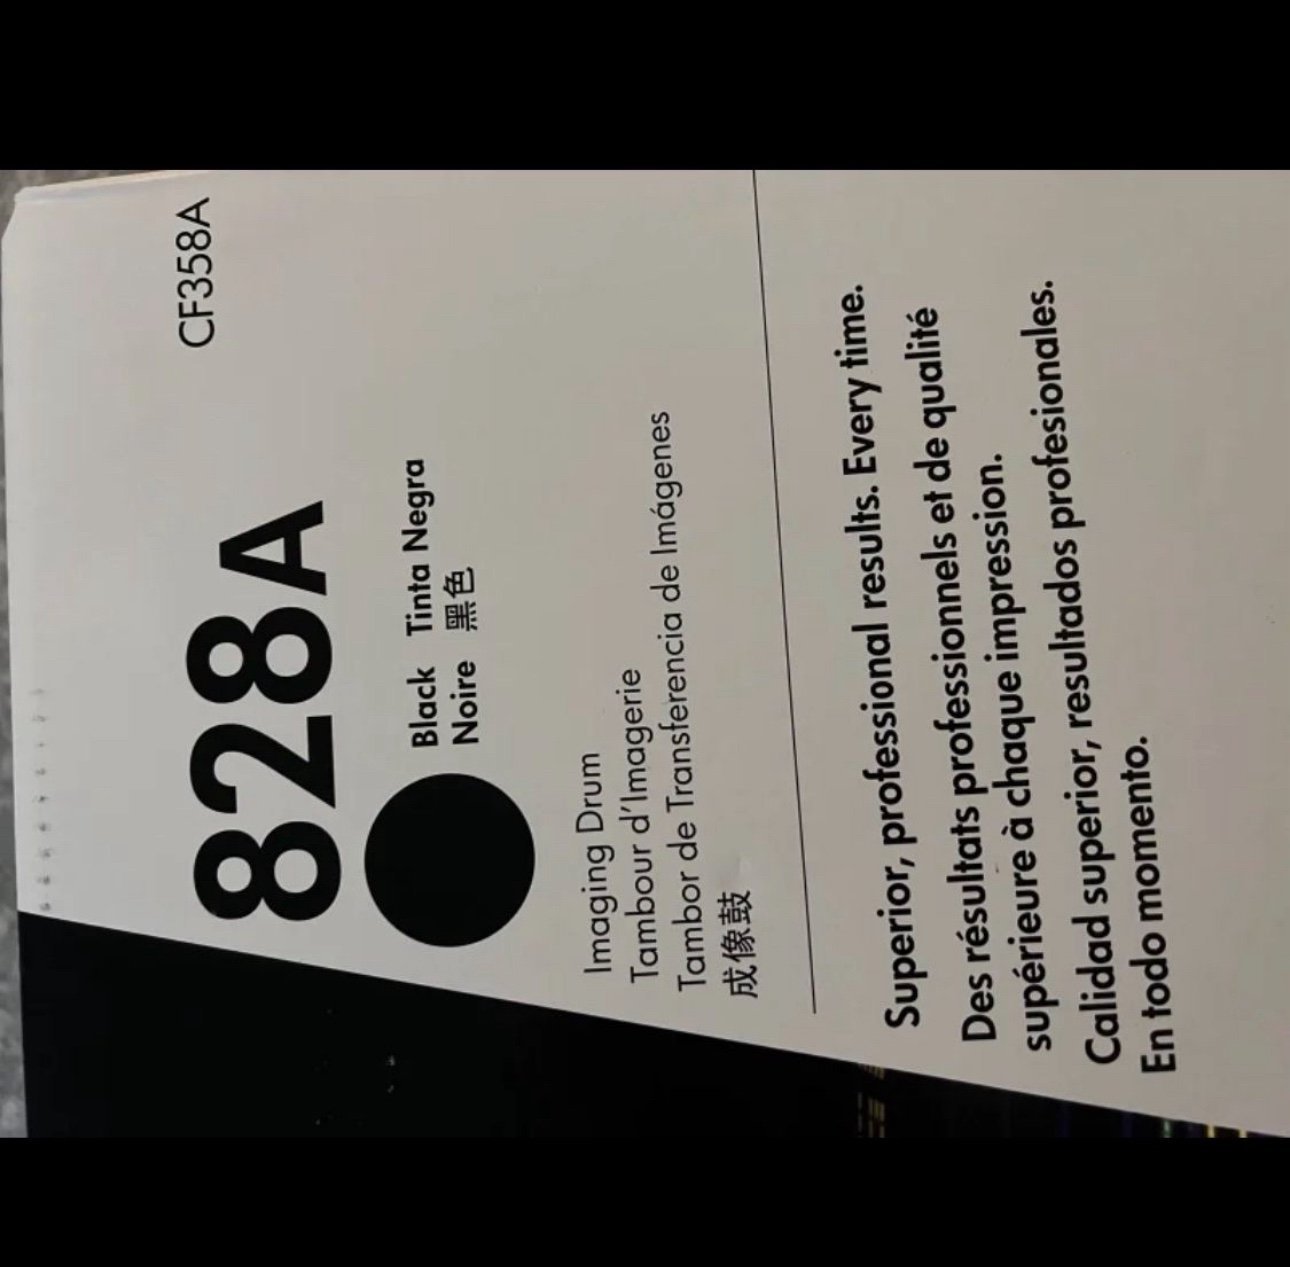 828A
CF358A
Black Tinta Negra
Noire 黑色
Imaging Drum
Tambour d'Imagerie
Tambor de Transferencia de Imágenes
成像鼓
Superior, professional results. Every time.
Des résultats professionnels et de qualité
supérieure à chaque impression.
Calidad superior, resultados profesionales.
En todo momento.